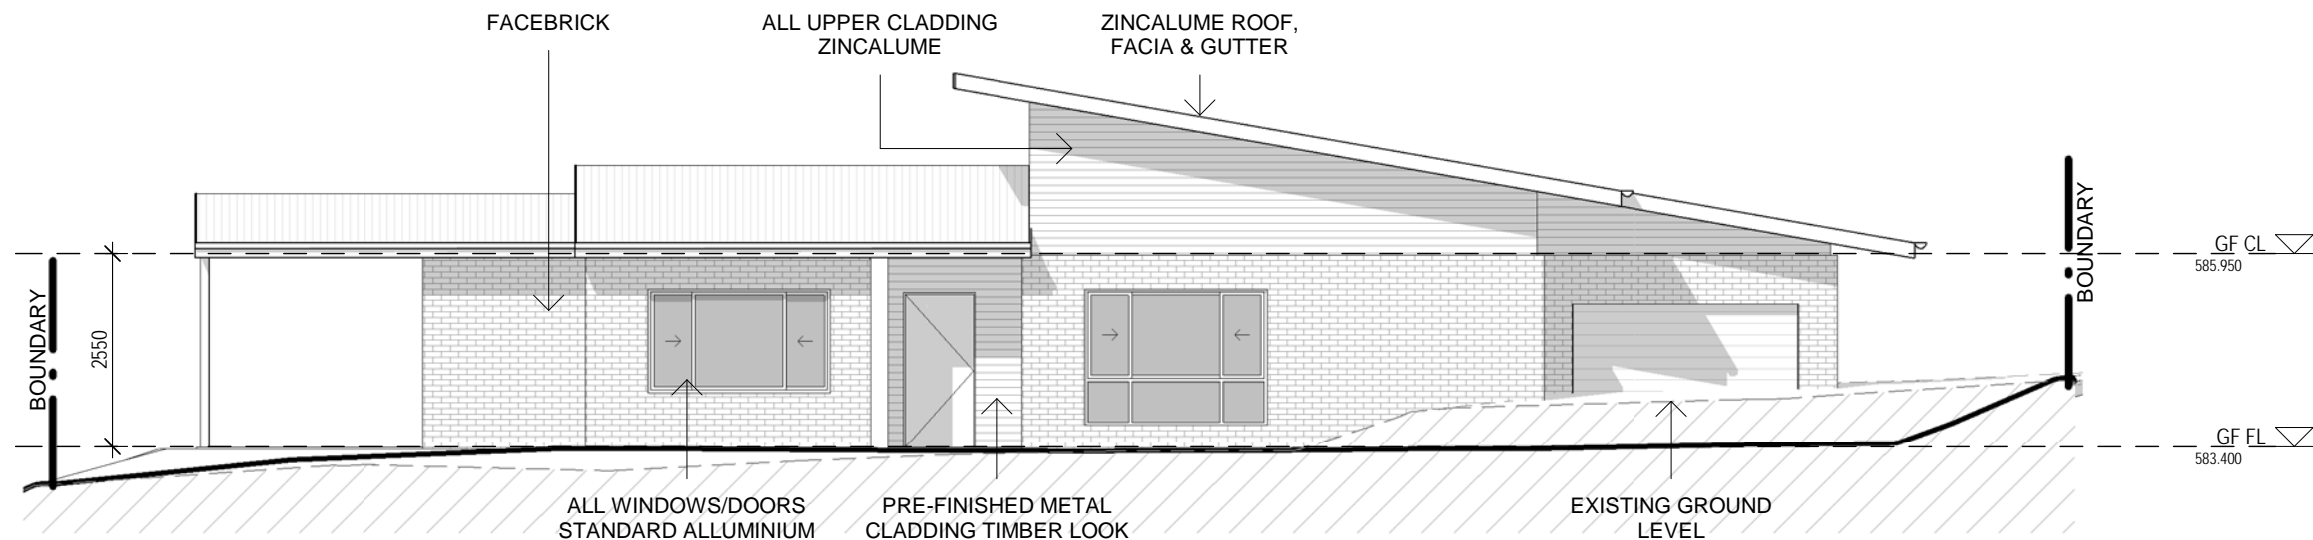 FACEBRICK
ALL UPPER CLADDING
ZINCALUME
ZINCALUME ROOF,
FACIA & GUTTER
BOUNDARY
2550
BOUNDARY
GF CL
585.950
GF FL
583.400
ALL WINDOWS/DOORS
STANDARD ALLUMINIUM
PRE-FINISHED METAL
CLADDING TIMBER LOOK
EXISTING GROUND
LEVEL